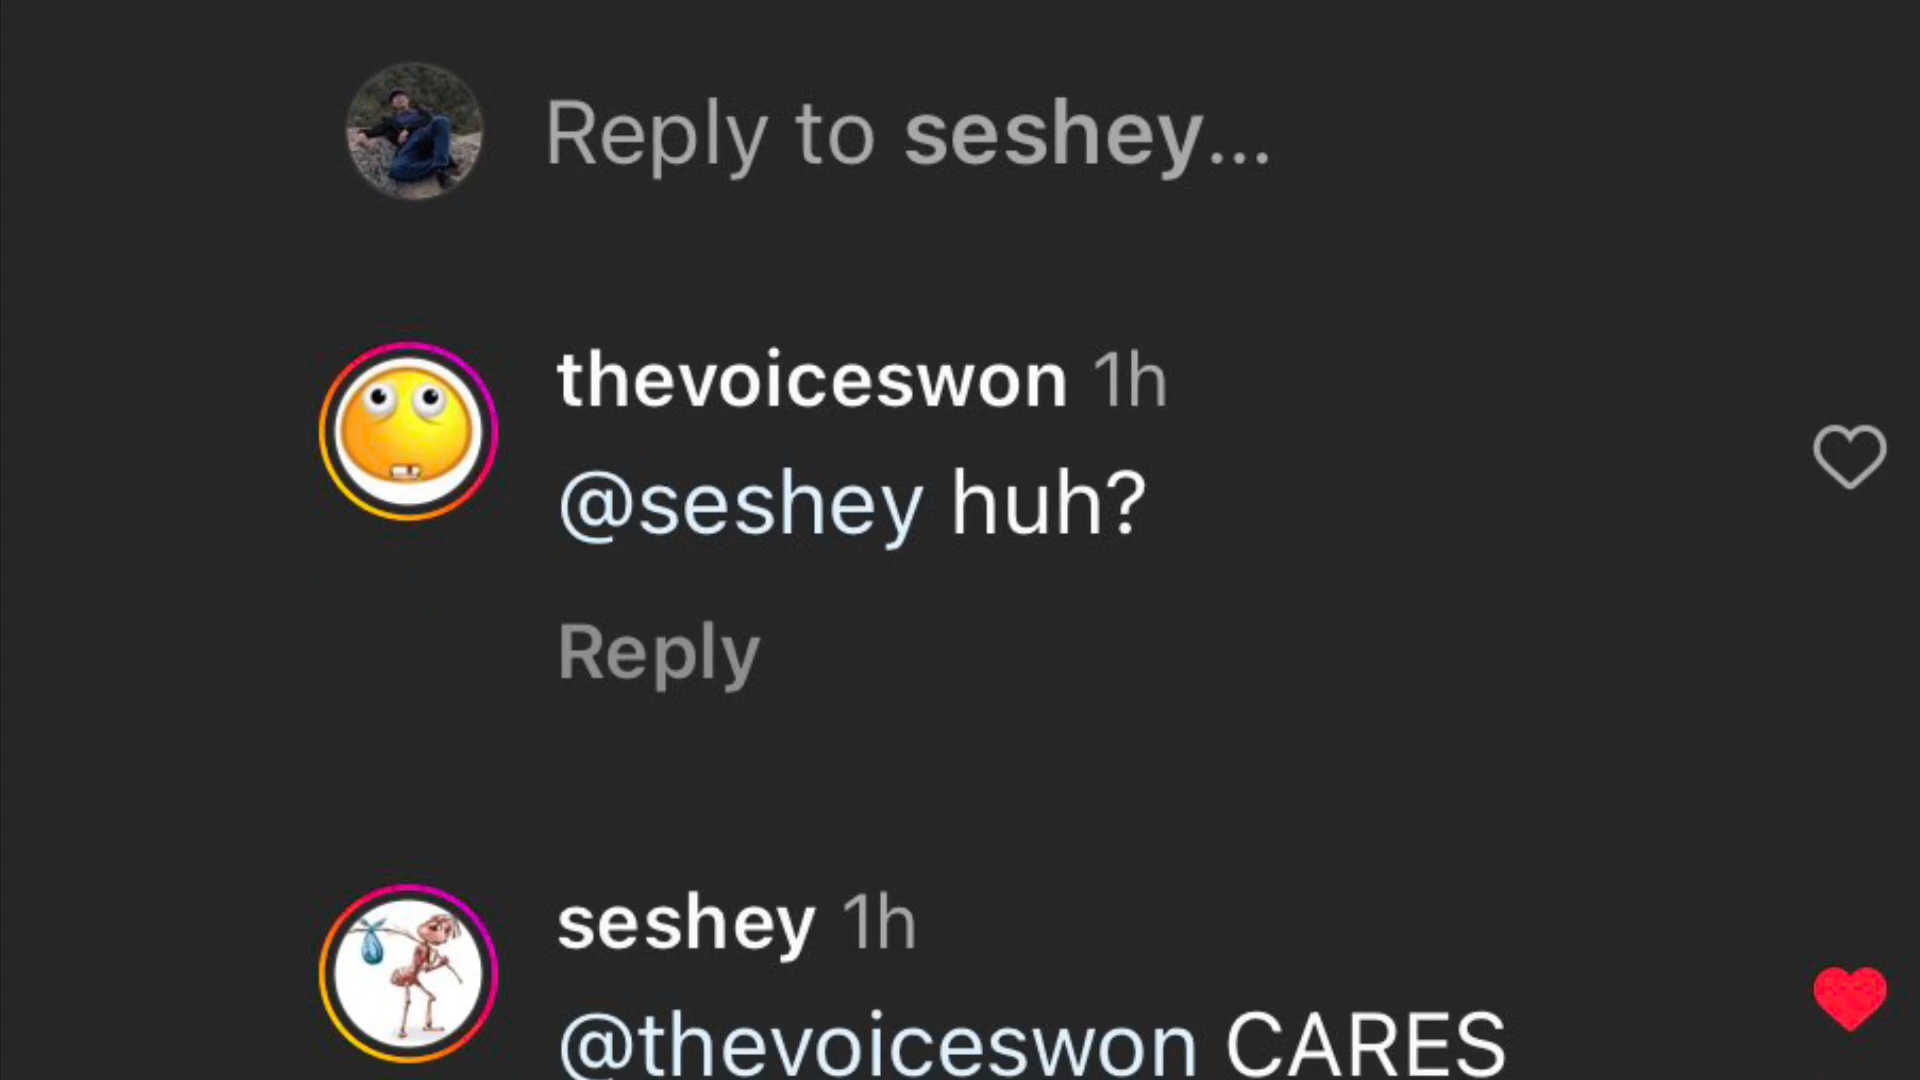 Reply to seshey...
thevoiceswon 1h
@seshey huh?
Reply
seshey 1h
@thevoiceswon CARES